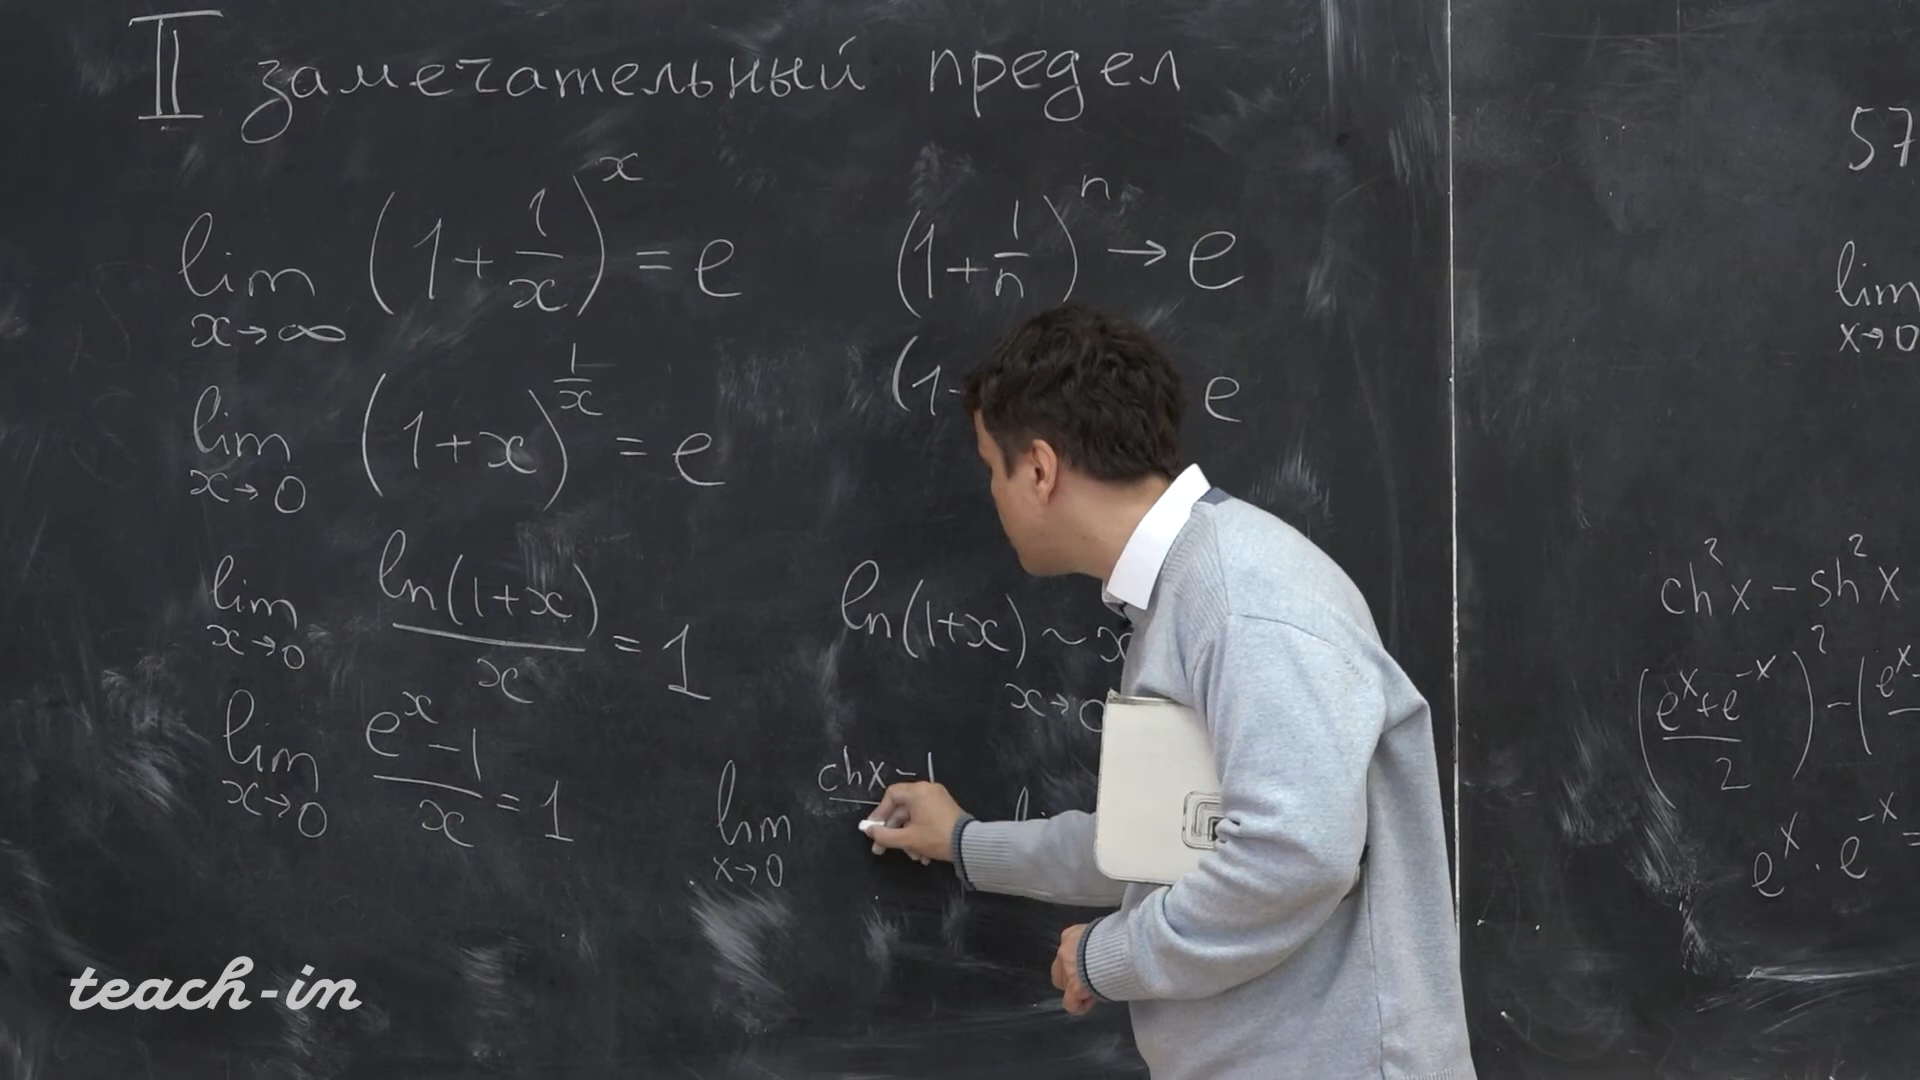 II замечательный предел
lim x→∞ (1+1/x)^x = e
(1+1/n)^n → e
lim x→0 (1+x)^(1/x) = e
(1- e
lim x→0 ln(1+x)/x = 1
ln(1+x) ~ x
x→0
lim x→0 (e^x-1)/x = 1
lim x→0 chx-1
li
57
lim x→0
ch²x - sh²x
((e^x+e^-x)/2)² - (e^x-
e^x · e^-x =
teach-in